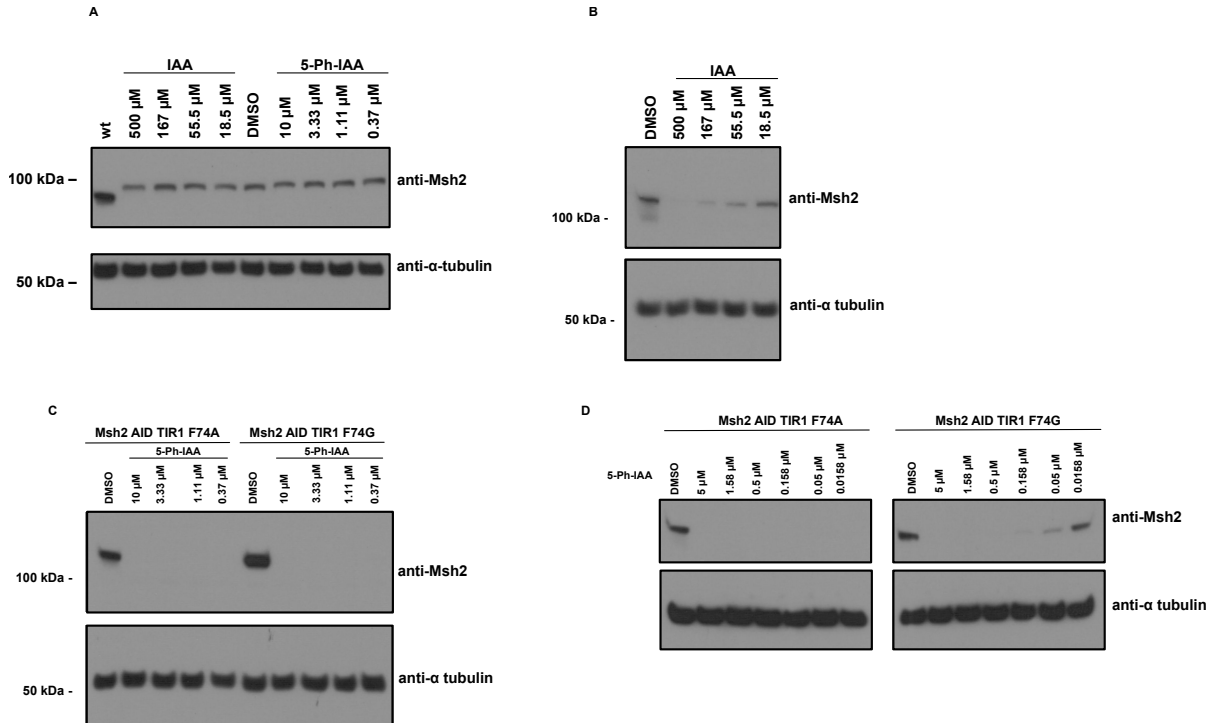 A
IAA
5-Ph-IAA
wt
500 µM
167 µM
55.5 µM
18.5 µM
DMSO
10 µM
3.33 µM
1.11 µM
0.37 µM
100 kDa –
anti-Msh2
50 kDa –
anti-α-tubulin
B
IAA
DMSO
500 µM
167 µM
55.5 µM
18.5 µM
100 kDa -
anti-Msh2
50 kDa -
anti-α tubulin
C
Msh2 AID TIR1 F74A
Msh2 AID TIR1 F74G
5-Ph-IAA
5-Ph-IAA
DMSO
10 µM
3.33 µM
1.11 µM
0.37 µM
DMSO
10 µM
3.33 µM
1.11 µM
0.37 µM
100 kDa -
anti-Msh2
50 kDa -
anti-α tubulin
D
Msh2 AID TIR1 F74A
Msh2 AID TIR1 F74G
5-Ph-IAA
DMSO
5 µM
1.58 µM
0.5 µM
0.158 µM
0.05 µM
0.0158 µM
DMSO
5 µM
1.58 µM
0.5 µM
0.158 µM
0.05 µM
0.0158 µM
anti-Msh2
anti-α tubulin